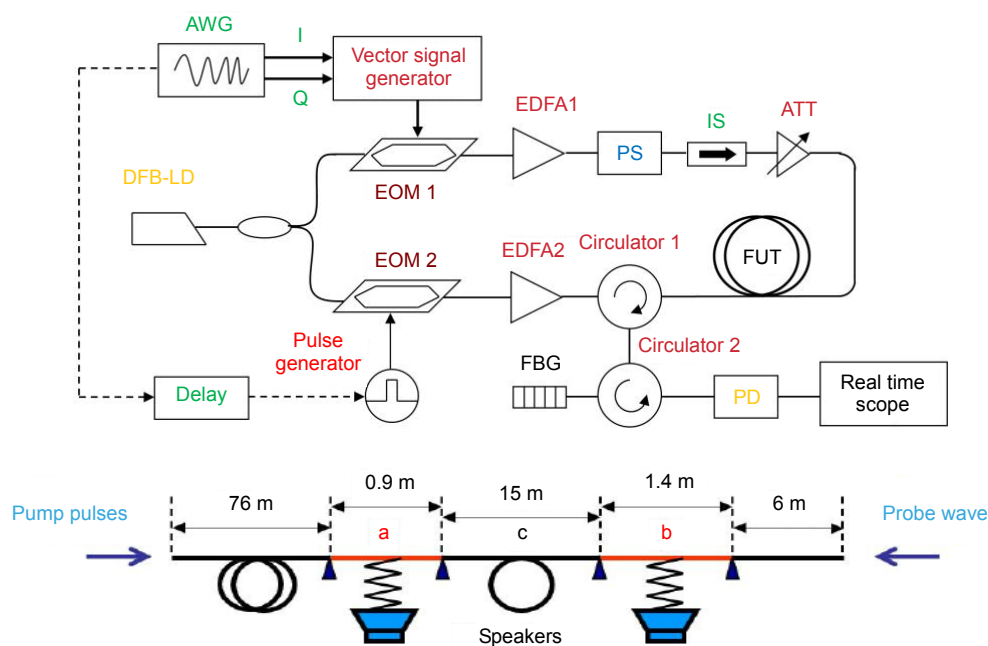 AWG
I
Q
Vector signal
generator
EDFA1
PS
IS
ATT
DFB-LD
EOM 1
EOM 2
EDFA2
Circulator 1
FUT
Pulse
generator
Delay
FBG
Circulator 2
PD
Real time
scope
76 m
0.9 m
15 m
1.4 m
6 m
Pump pulses
a
c
b
Probe wave
Speakers